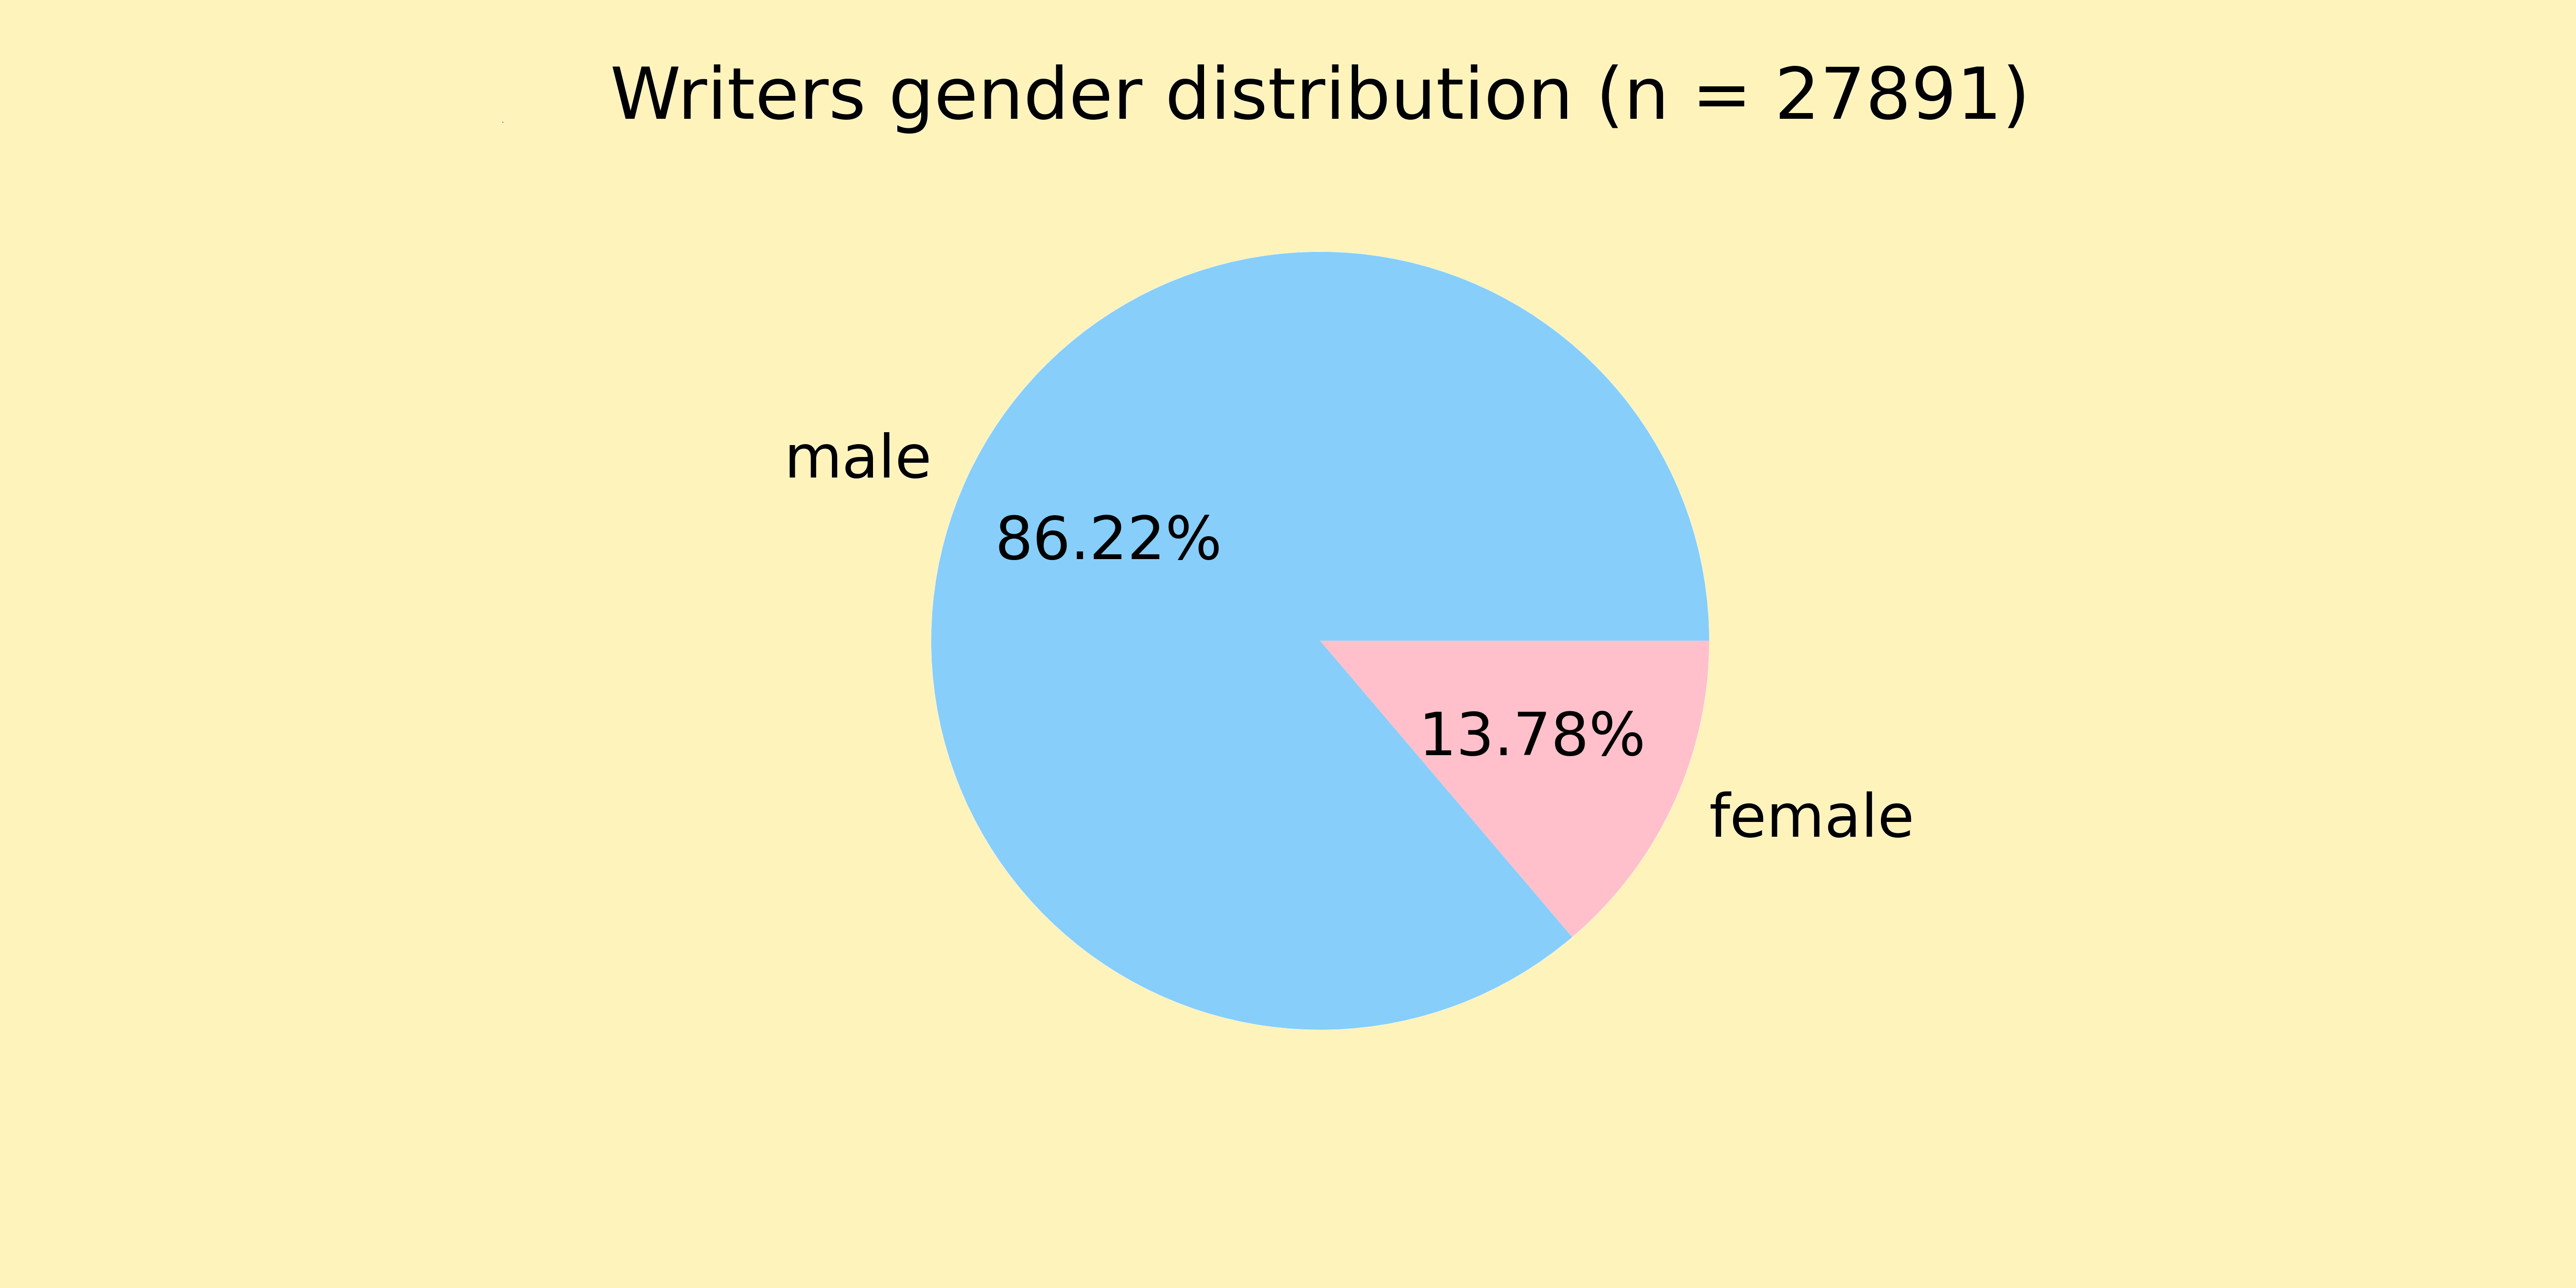 Writers gender distribution (n = 27891)
male
86.22%
13.78%
female